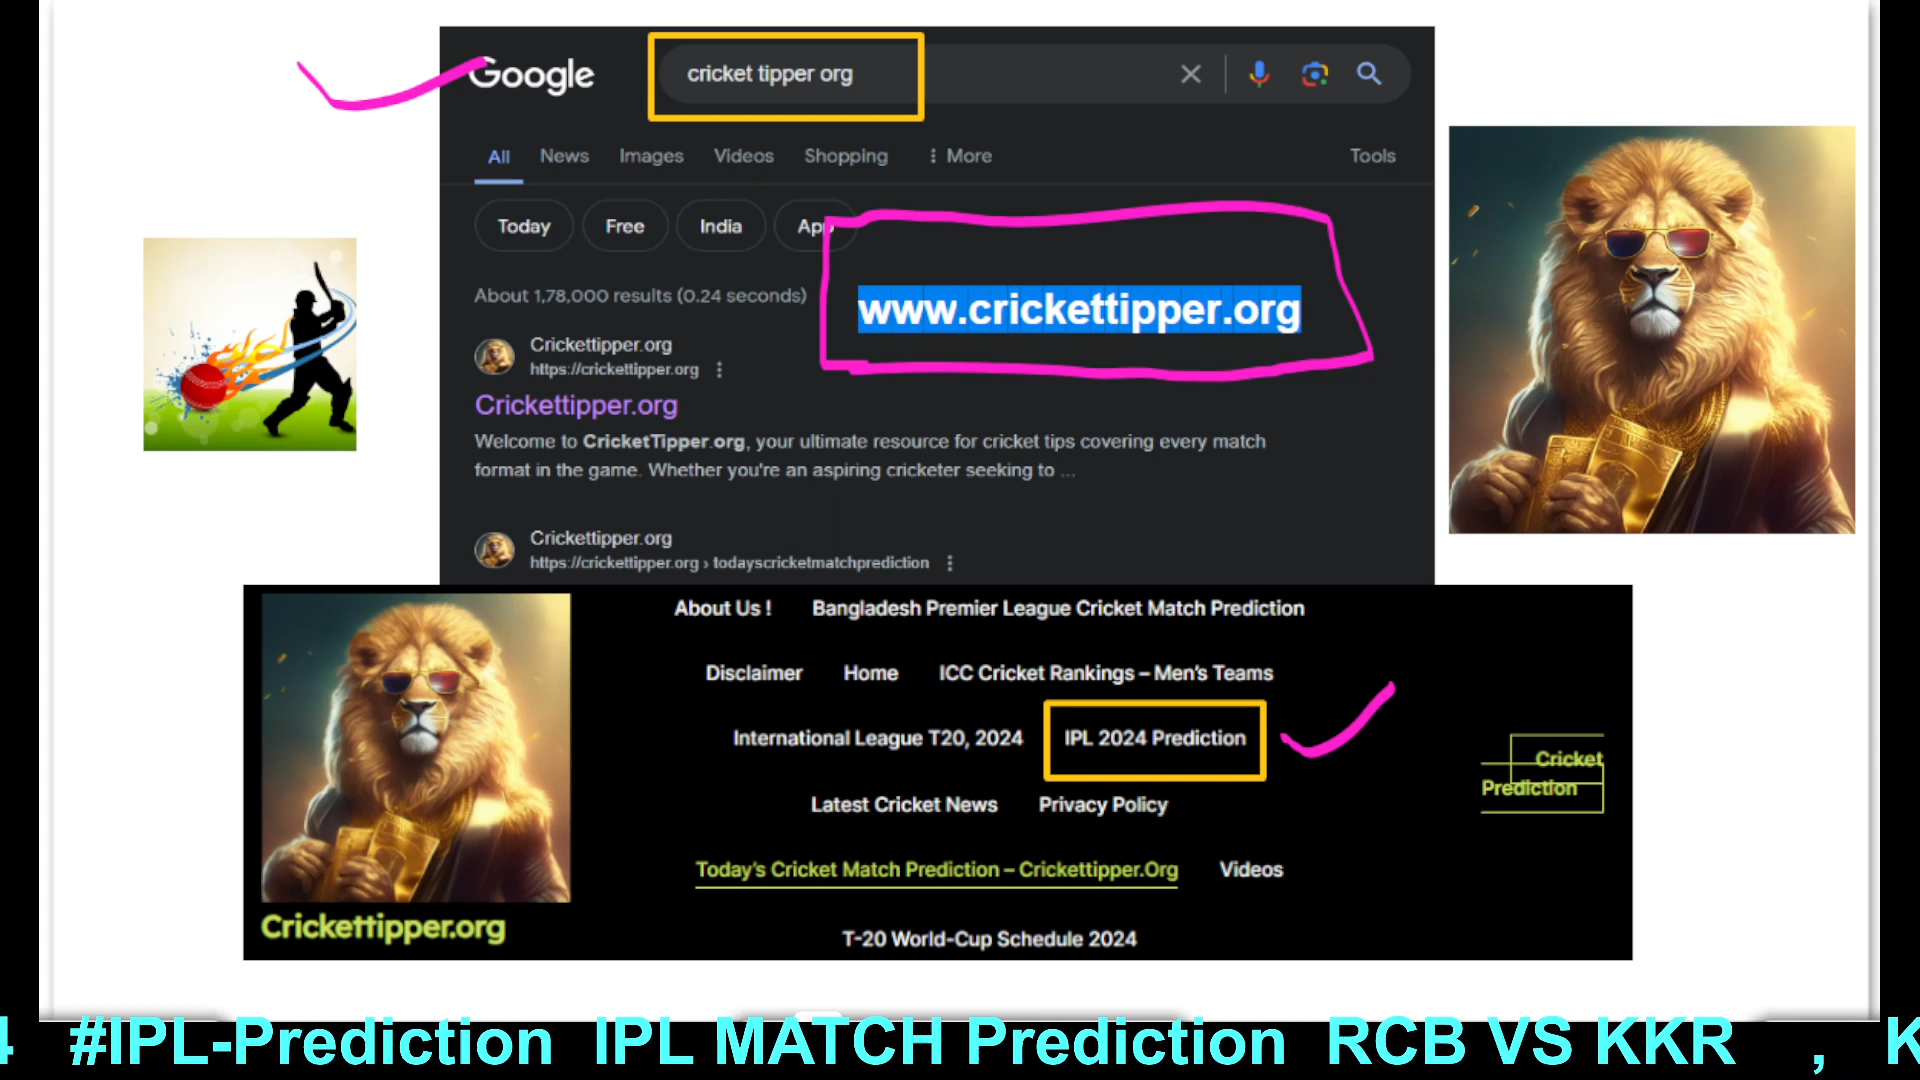 Google
cricket tipper org
All News Images Videos Shopping More Tools
Today Free India App
About 1,78,000 results (0.24 seconds)
www.crickettipper.org
Crickettipper.org
https://crickettipper.org
Crickettipper.org
Welcome to CricketTipper.org, your ultimate resource for cricket tips covering every match
format in the game. Whether you're an aspiring cricketer seeking to ...
Crickettipper.org
https://crickettipper.org › todayscricketmatchprediction
About Us ! Bangladesh Premier League Cricket Match Prediction
Disclaimer Home ICC Cricket Rankings – Men's Teams
International League T20, 2024 IPL 2024 Prediction
Latest Cricket News Privacy Policy
Today's Cricket Match Prediction – Crickettipper.Org Videos
T-20 World-Cup Schedule 2024
Crickettipper.org
Cricket
Prediction
4 #IPL-Prediction IPL MATCH Prediction RCB VS KKR , K